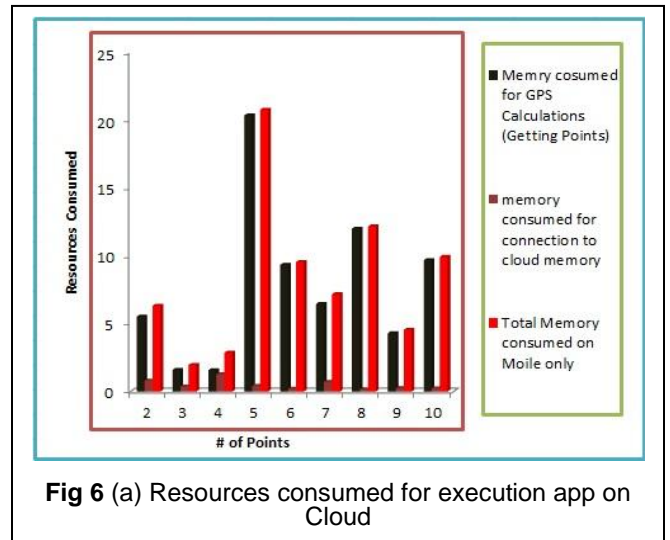 25
20
15
10
5
0
Resources Consumed
2 3 4 5 6 7 8 9 10
# of Points
Memry cosumed
for GPS
Calculations
(Getting Points)
memory
consumed for
connection to
cloud memory
Total Memory
consumed on
Moile only
Fig 6 (a) Resources consumed for execution app on
Cloud